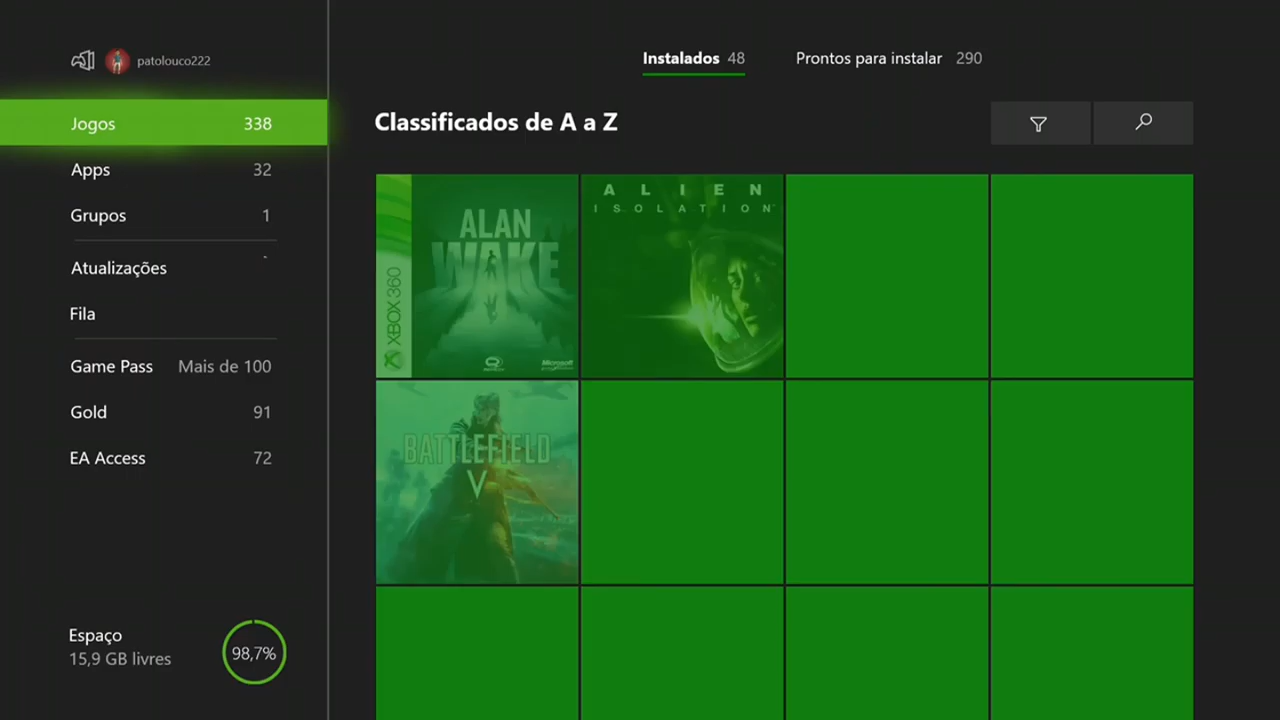 patolouco222
Jogos 338
Apps 32
Grupos 1
Atualizações
Fila
Game Pass Mais de 100
Gold 91
EA Access 72
Espaço
15,9 GB livres
98,7%
Instalados 48
Prontos para instalar 290
Classificados de A a Z
XBOX 360
ALAN
WAKE
Microsoft
ALIEN
ISOLATION
BATTLEFIELD
V